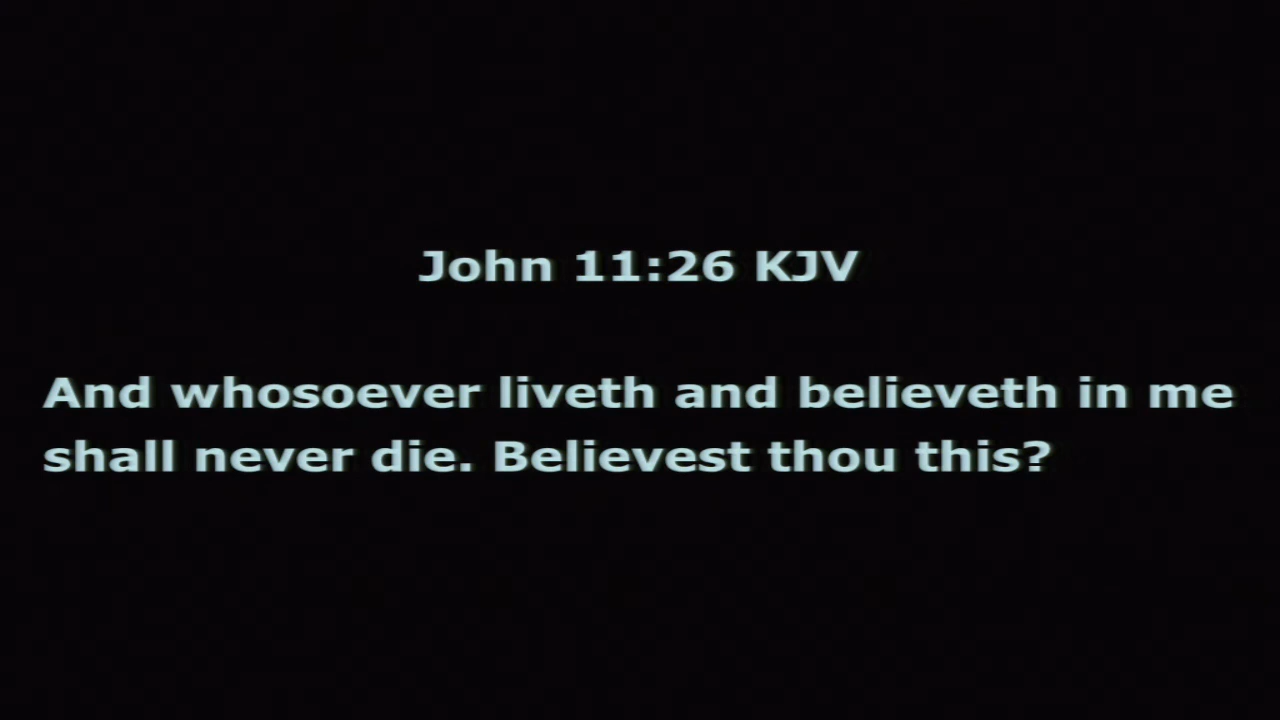 John 11:26 KJV
And whosoever liveth and believeth in me
shall never die. Believest thou this?